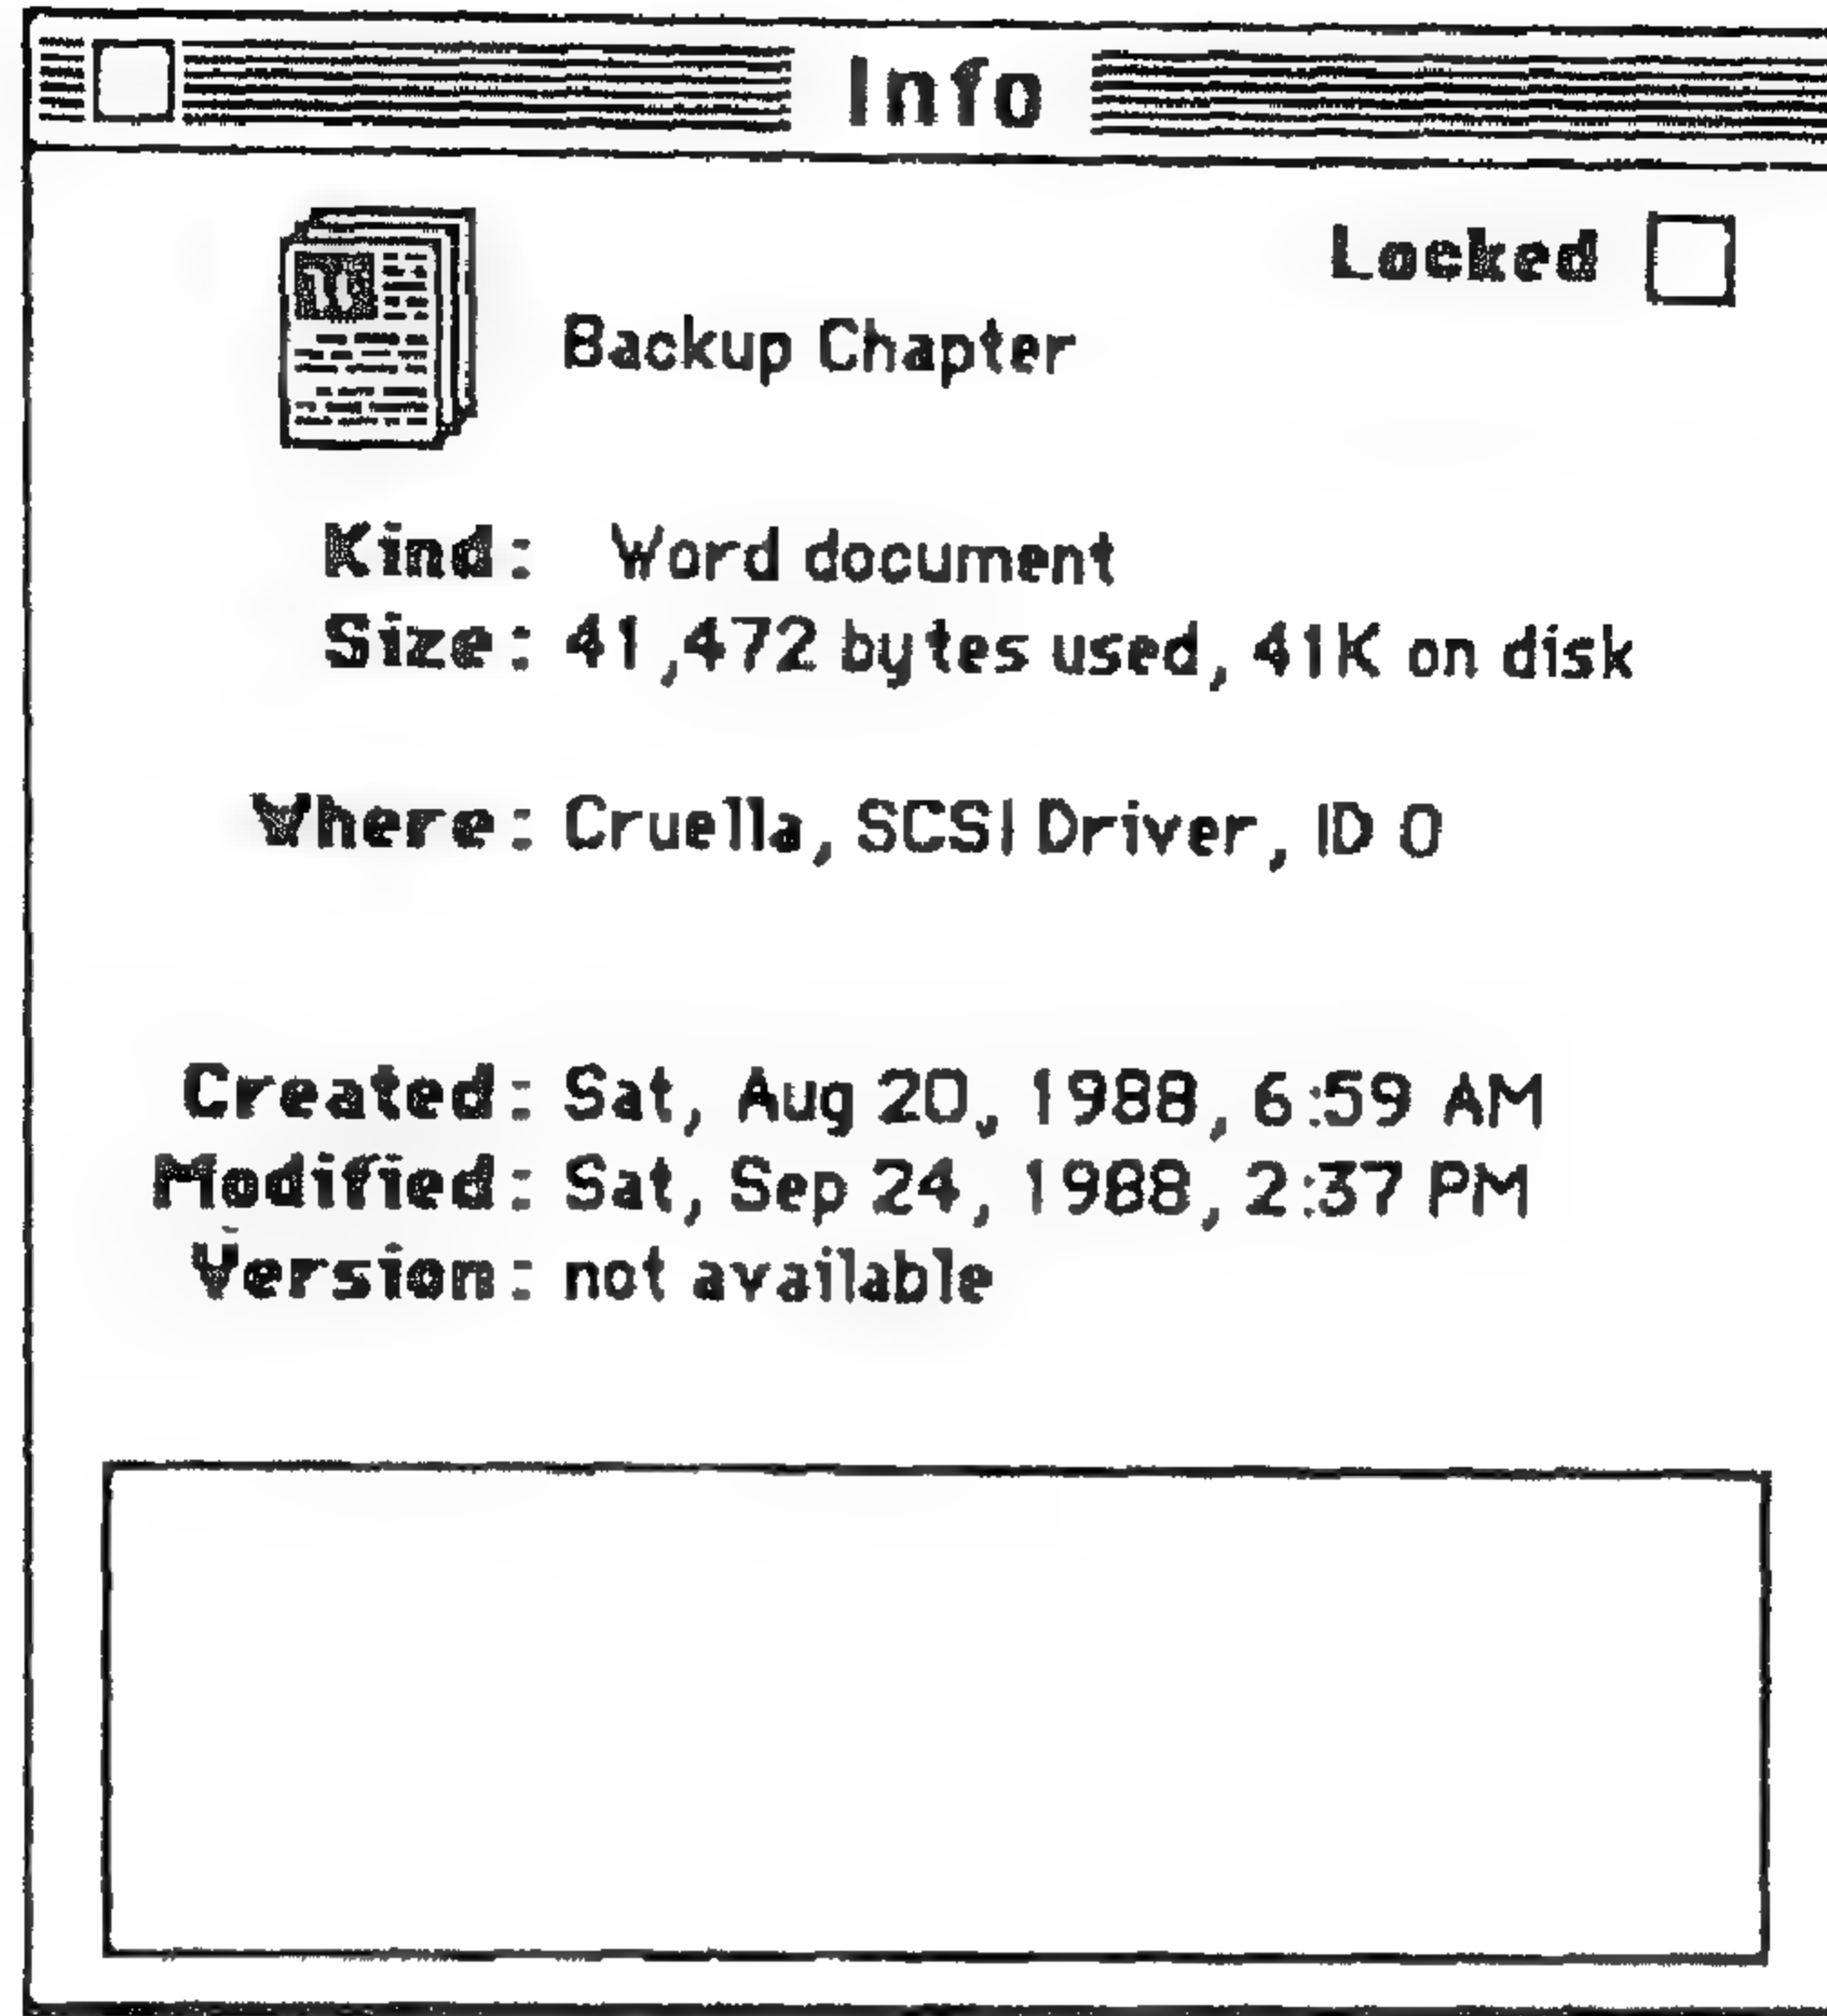 Info
Locked
Backup Chapter
Kind: Word document
Size: 41,472 bytes used, 41K on disk
Where: Cruella, SCSI Driver, ID 0
Created: Sat, Aug 20, 1988, 6:59 AM
Modified: Sat, Sep 24, 1988, 2:37 PM
Version: not available